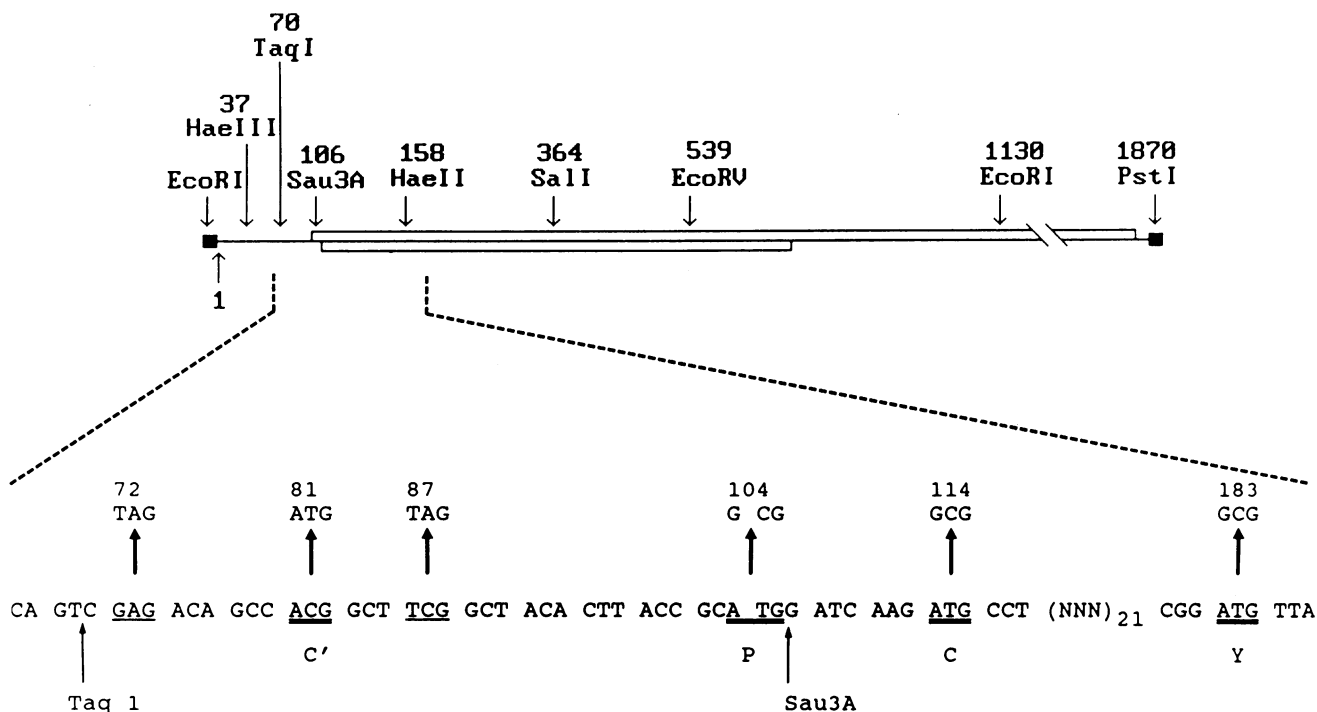 70
TaqI
37
HaeIII
106 158 364 539 1130 1870
EcoRI Sau3A HaeII SalI EcoRV EcoRI PstI
1
72 81 87 104 114 183
TAG ATG TAG G CG GCG GCG
CA GTC GAG ACA GCC ACG GCT TCG GCT ACA CTT ACC GCA TGG ATC AAG ATG CCT (NNN)21 CGG ATG TTA
C' P C Y
Taq 1 Sau3A